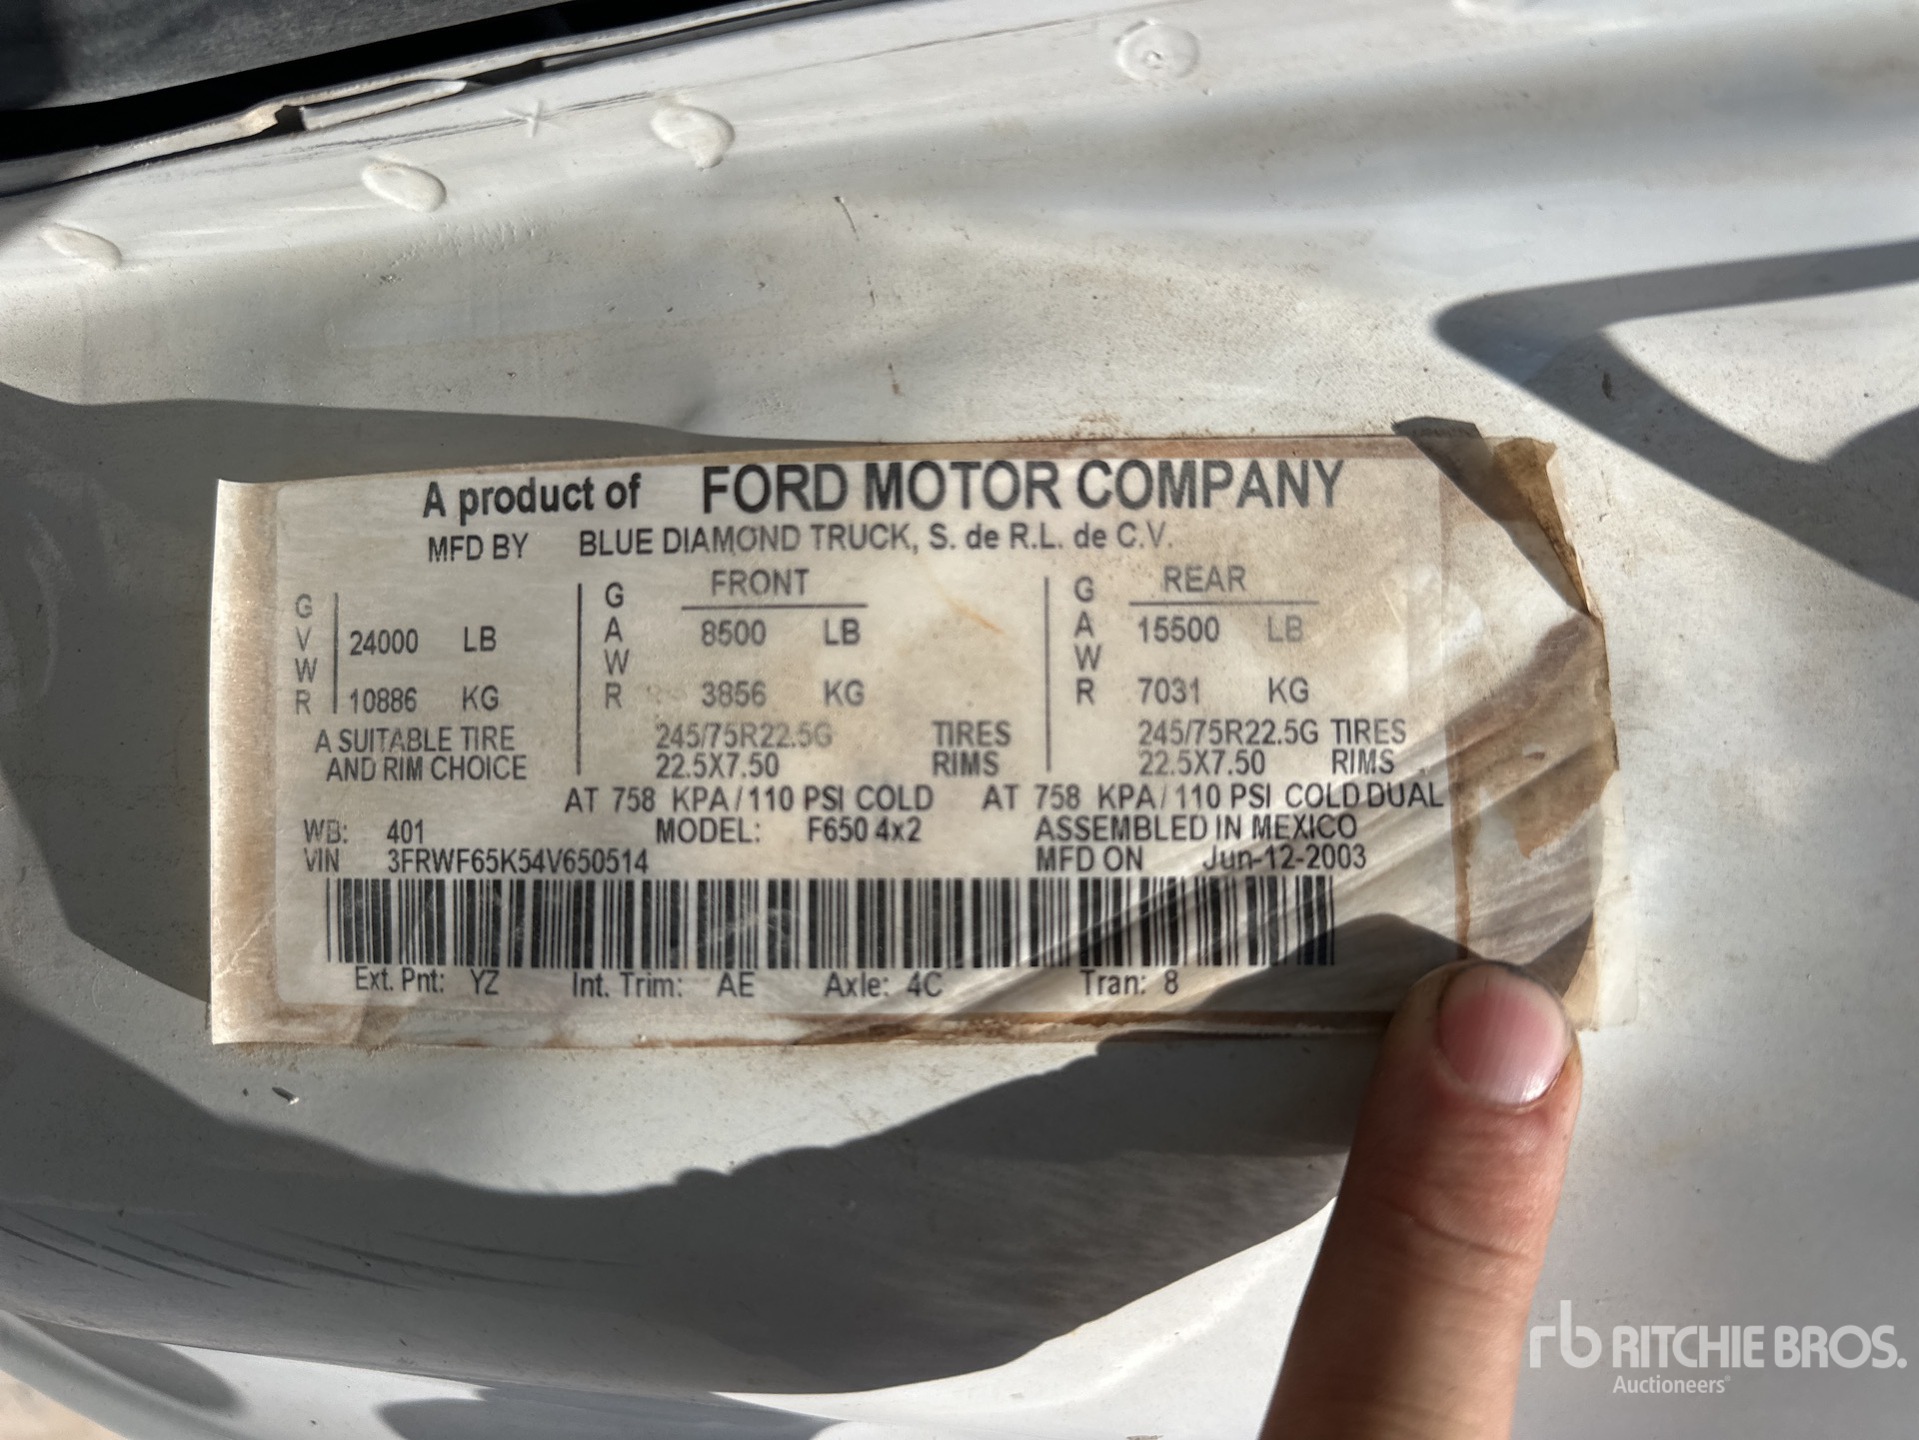 A product of FORD MOTOR COMPANY
MFD BY BLUE DIAMOND TRUCK, S. de R.L. de C.V.
FRONT REAR
GVWR 24000 LB GAWR 8500 LB GAWR 15500 LB
10886 KG 3856 KG 7031 KG
A SUITABLE TIRE 245/75R22.5G TIRES 245/75R22.5G TIRES
AND RIM CHOICE 22.5X7.50 RIMS 22.5X7.50 RIMS
AT 758 KPA/110 PSI COLD AT 758 KPA/110 PSI COLD DUAL
WB: 401 MODEL: F650 4x2 ASSEMBLED IN MEXICO
VIN 3FRWF65K54V650514 MFD ON Jun-12-2003
Ext. Pnt: YZ Int. Trim: AE Axle: 4C Tran: 8
rb RITCHIE BROS.
Auctioneers